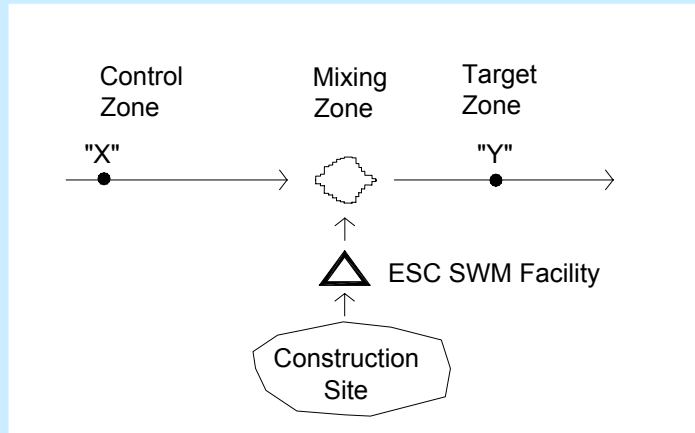 Control
Zone
Mixing
Zone
Target
Zone
"X"
"Y"
ESC SWM Facility
Construction
Site